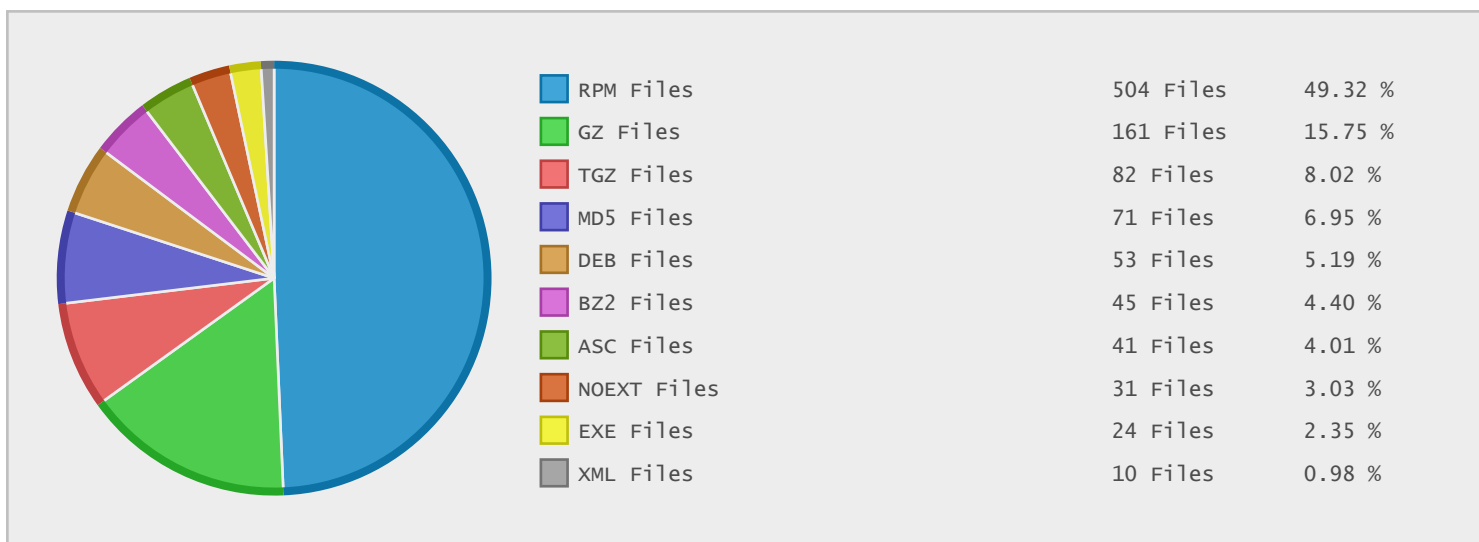 RPM Files 504 Files 49.32 %
GZ Files 161 Files 15.75 %
TGZ Files 82 Files 8.02 %
MD5 Files 71 Files 6.95 %
DEB Files 53 Files 5.19 %
BZ2 Files 45 Files 4.40 %
ASC Files 41 Files 4.01 %
NOEXT Files 31 Files 3.03 %
EXE Files 24 Files 2.35 %
XML Files 10 Files 0.98 %